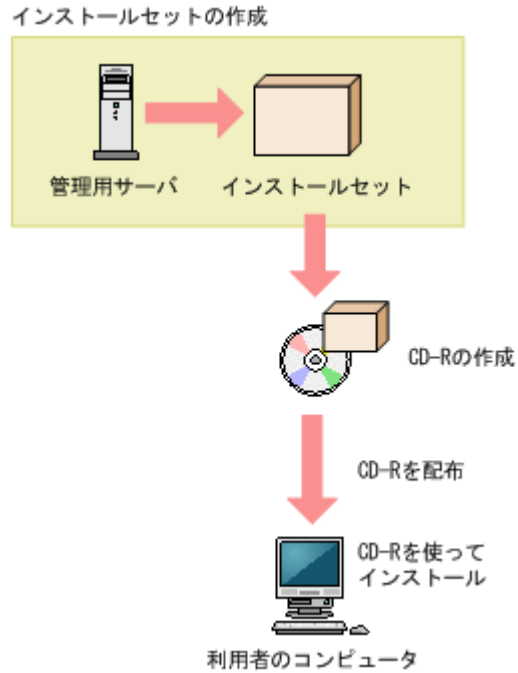 インストールセットの作成
管理用サーバ
インストールセット
CD-Rの作成
CD-Rを配布
CD-Rを使って
インストール
利用者のコンピュータ